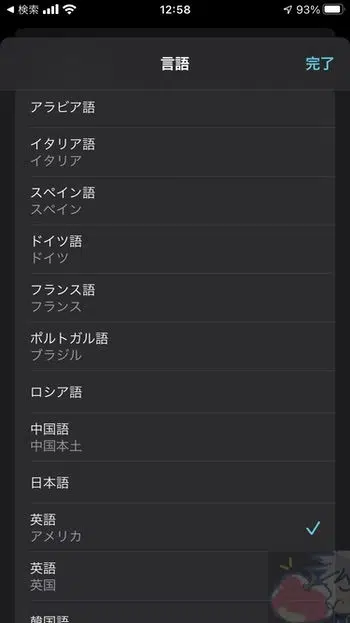 ◀ 検索 12:58 93%
言語 完了
アラビア語
イタリア語
イタリア
スペイン語
スペイン
ドイツ語
ドイツ
フランス語
フランス
ポルトガル語
ブラジル
ロシア語
中国語
中国本土
日本語
英語
アメリカ
英語
英国
韓国語